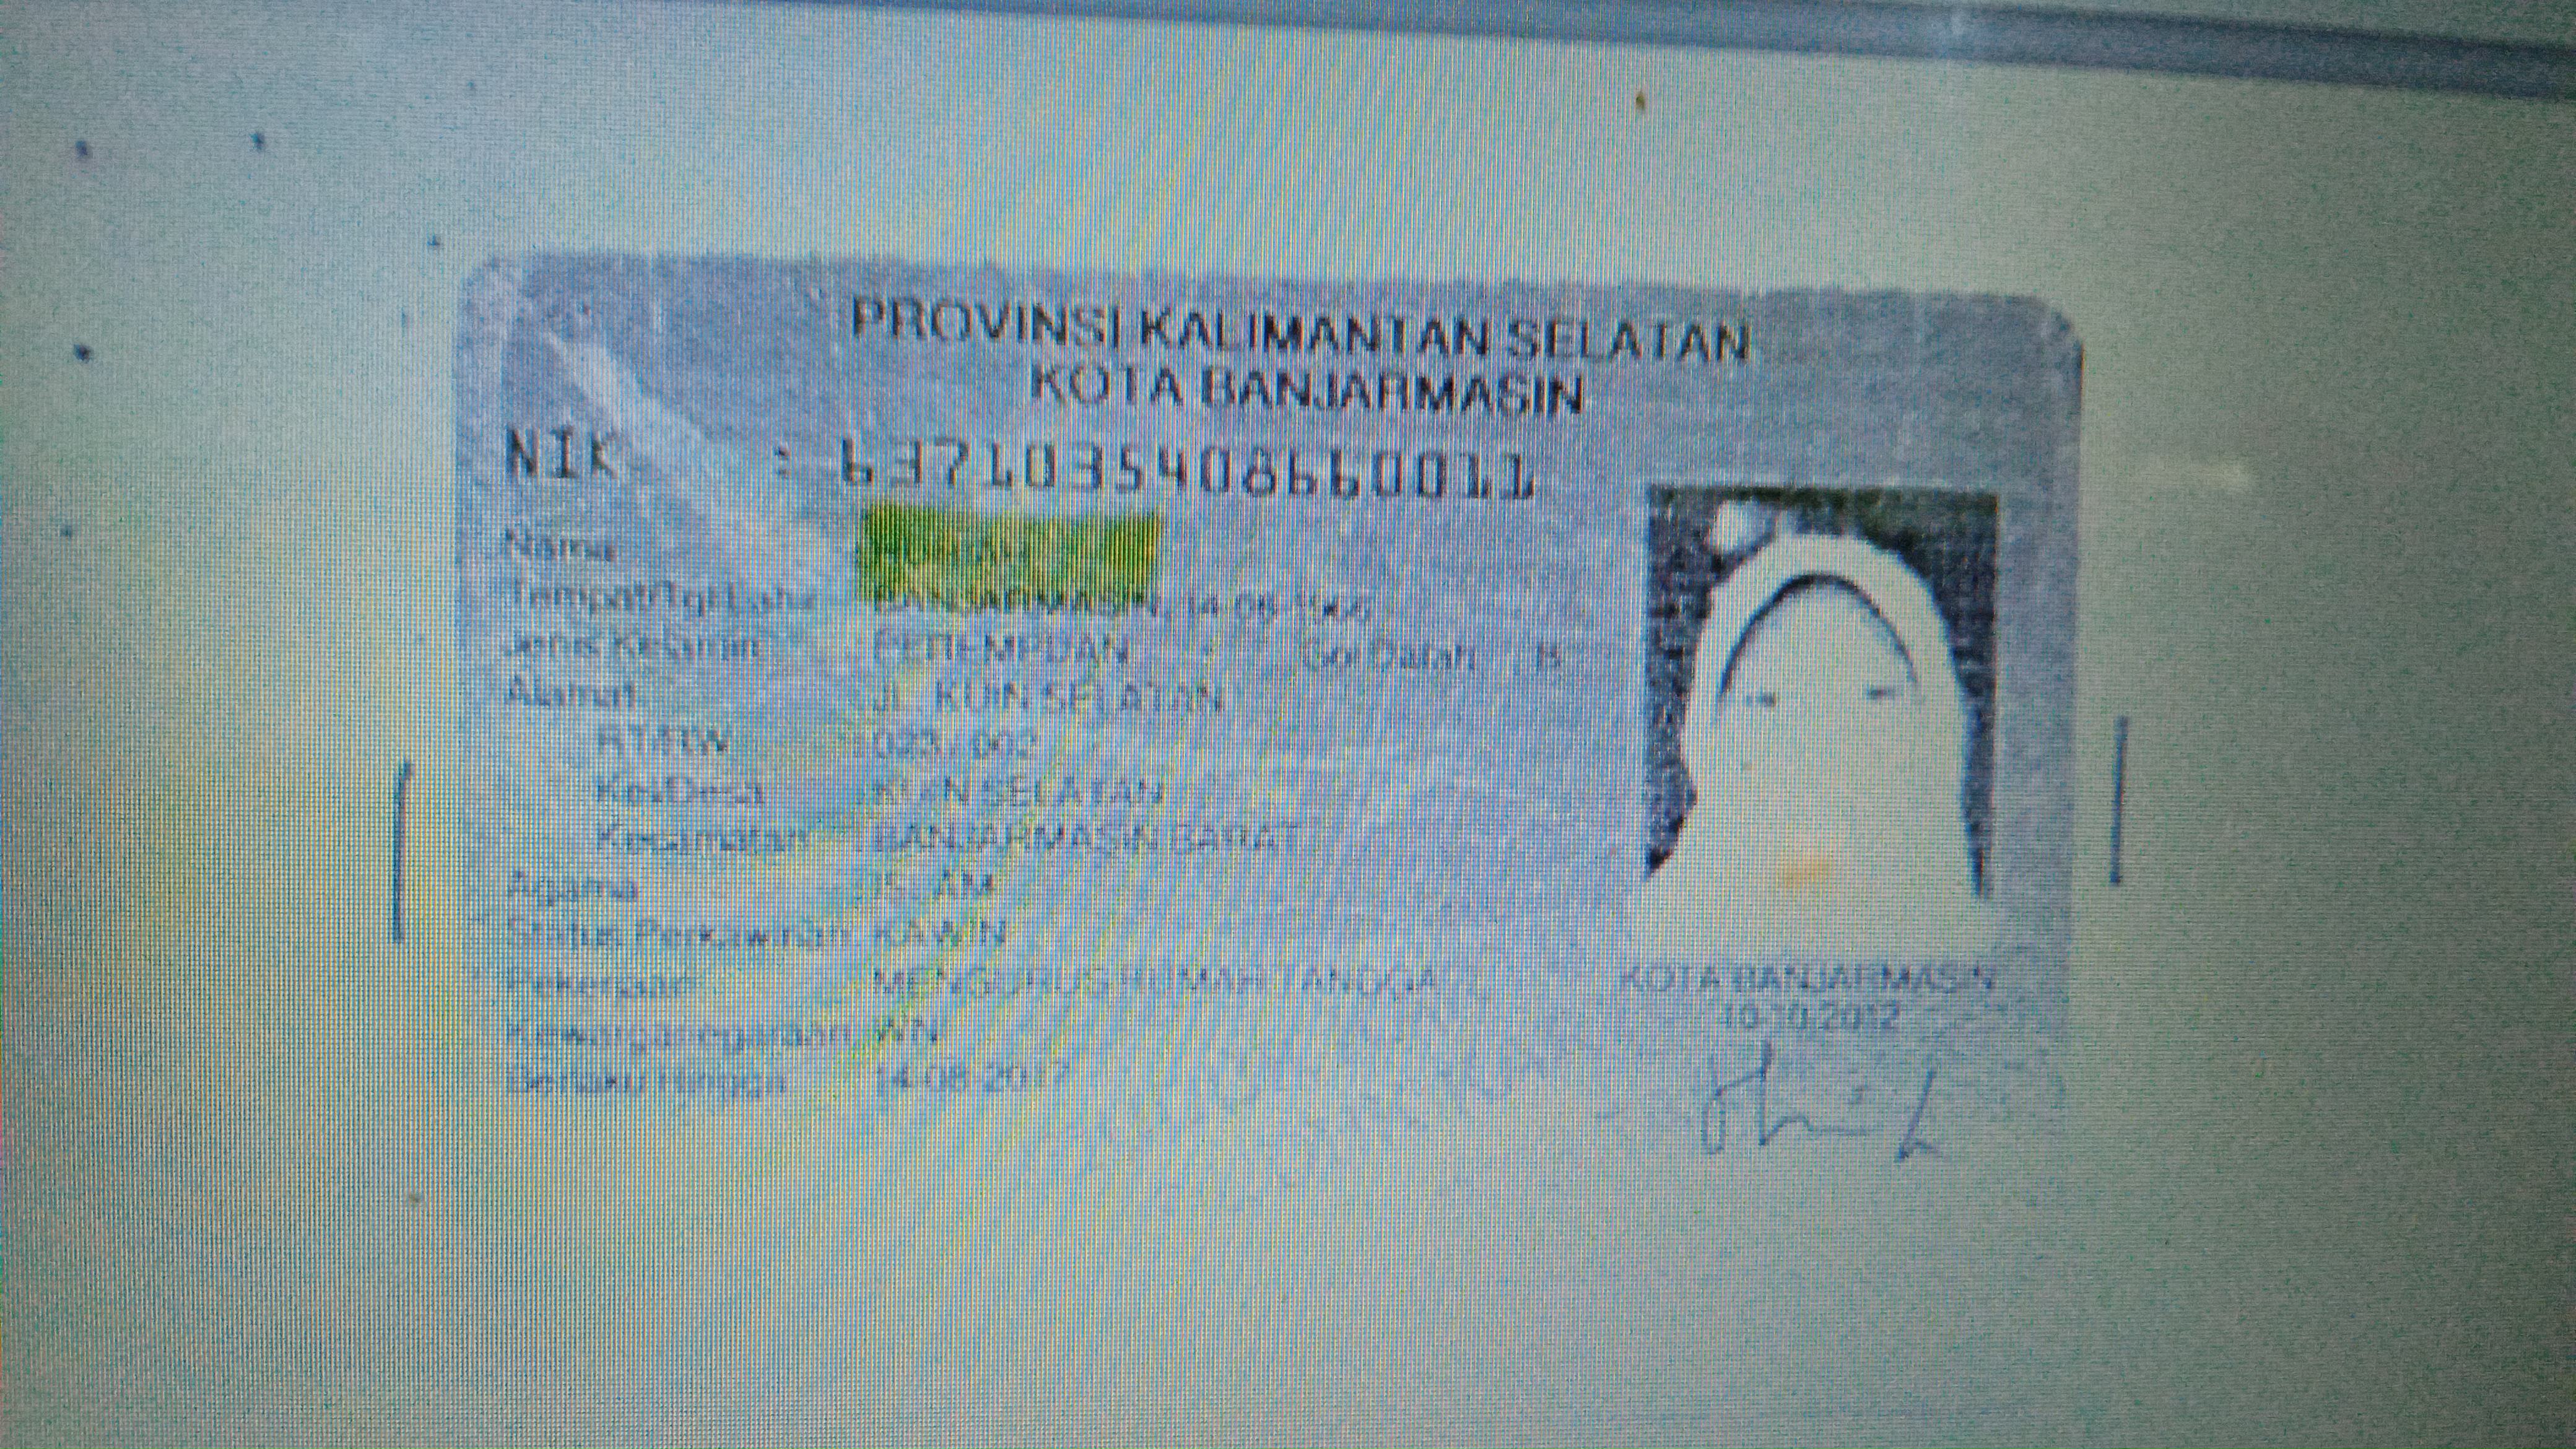 PROVINSI KALIMANTAN SELATAN
KOTA BANJARMASIN
NIK : 6371035408660011
Nama
Tempat/Tgl Lahir BANJARMASIN, 14-08-1966
Jenis Kelamin PEREMPUAN Gol Darah : B
Alamat JL. KUIN SELATAN
RT/RW : 023 / 002
Kel/Desa : KUIN SELATAN
Kecamatan : BANJARMASIN BARAT
Agama : ISLAM
Status Perkawinan : KAWIN
Pekerjaan : MENGURUS RUMAH TANGGA
Kewarganegaraan : WNI
Berlaku Hingga : 14-08-2017
KOTA BANJARMASIN
10-10-2012